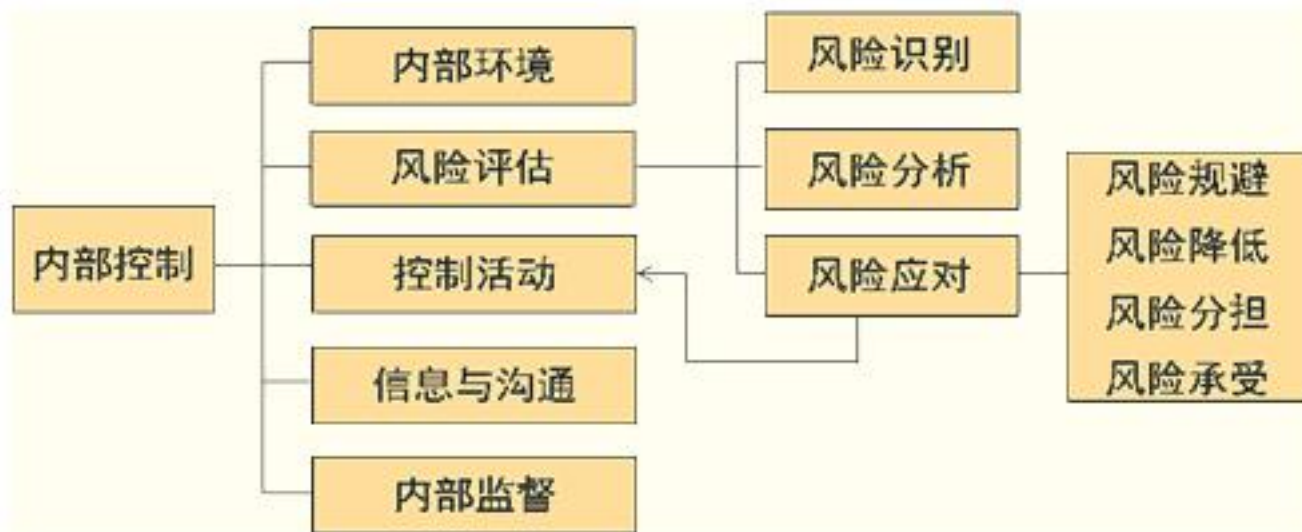 内部控制
内部环境
风险评估
控制活动
信息与沟通
内部监督
风险识别
风险分析
风险应对
风险规避
风险降低
风险分担
风险承受